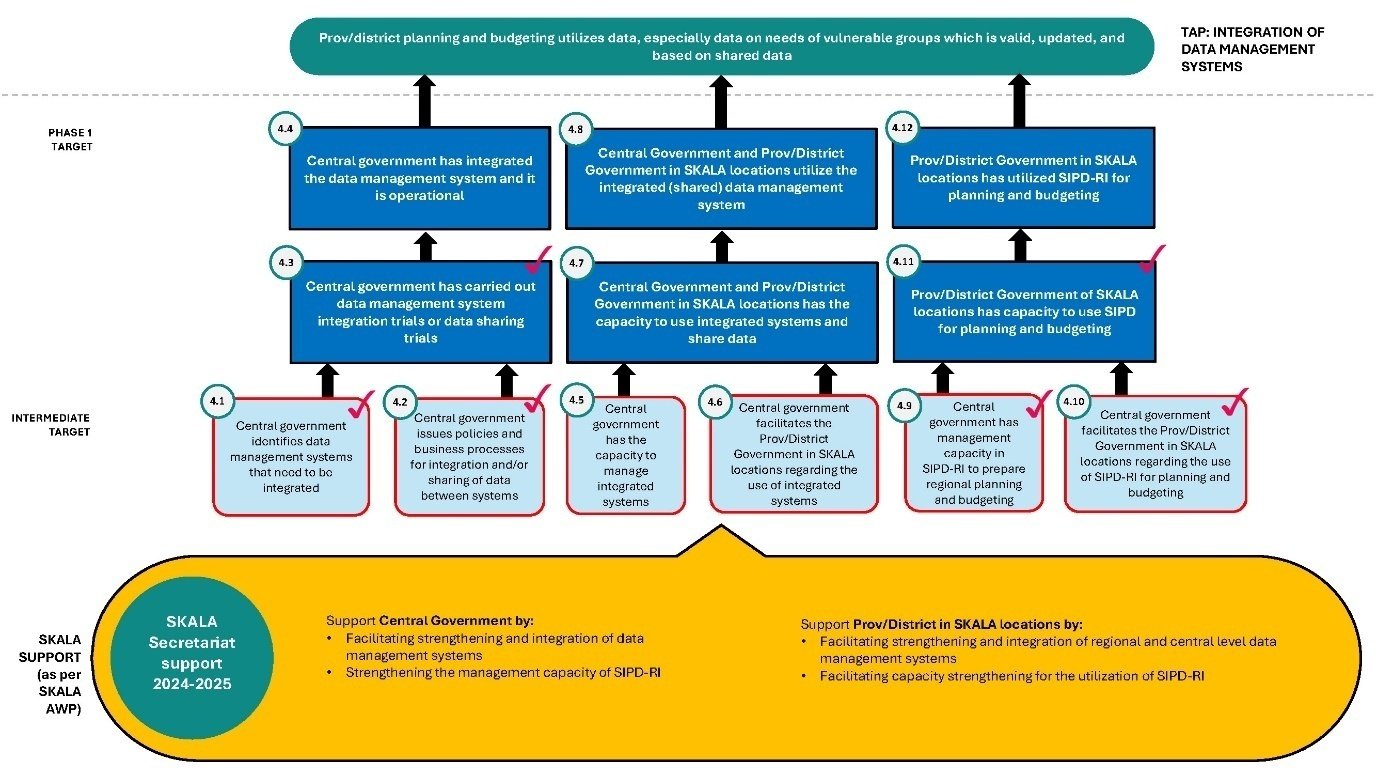 Prov/district planning and budgeting utilizes data, especially data on needs of vulnerable groups which is valid, updated, and
based on shared data
TAP: INTEGRATION OF
DATA MANAGEMENT
SYSTEMS
PHASE 1
TARGET
4.4
Central government has integrated
the data management system and it
is operational
4.8
Central Government and Prov/District
Government in SKALA locations utilize the
integrated (shared) data management
system
4.12
Prov/District Government in SKALA
locations has utilized SIPD-RI for
planning and budgeting
4.3
Central government has carried out
data management system
integration trials or data sharing
trials
4.7
Central Government and Prov/District
Government in SKALA locations has the
capacity to use integrated systems and
share data
4.11
Prov/District Government of SKALA
locations has capacity to use SIPD
for planning and budgeting
INTERMEDIATE
TARGET
4.1
Central government
identifies data
management systems
that need to be
integrated
4.2
Central government
issues policies and
business processes
for integration and/or
sharing of data
between systems
4.5
Central
government
has the
capacity to
manage
integrated
systems
4.6
Central government
facilitates the
Prov/District
Government in SKALA
locations regarding the
use of integrated
systems
4.9
Central
government has
management
capacity in
SIPD-RI to prepare
regional planning
and budgeting
4.10
Central government
facilitates the Prov/District
Government in SKALA
locations regarding the use
of SIPD-RI for planning and
budgeting
SKALA
SUPPORT
(as per
SKALA
AWP)
SKALA
Secretariat
support
2024-2025
Support Central Government by:
• Facilitating strengthening and integration of data
management systems
• Strengthening the management capacity of SIPD-RI
Support Prov/District in SKALA locations by:
• Facilitating strengthening and integration of regional and central level data
management systems
• Facilitating capacity strengthening for the utilization of SIPD-RI